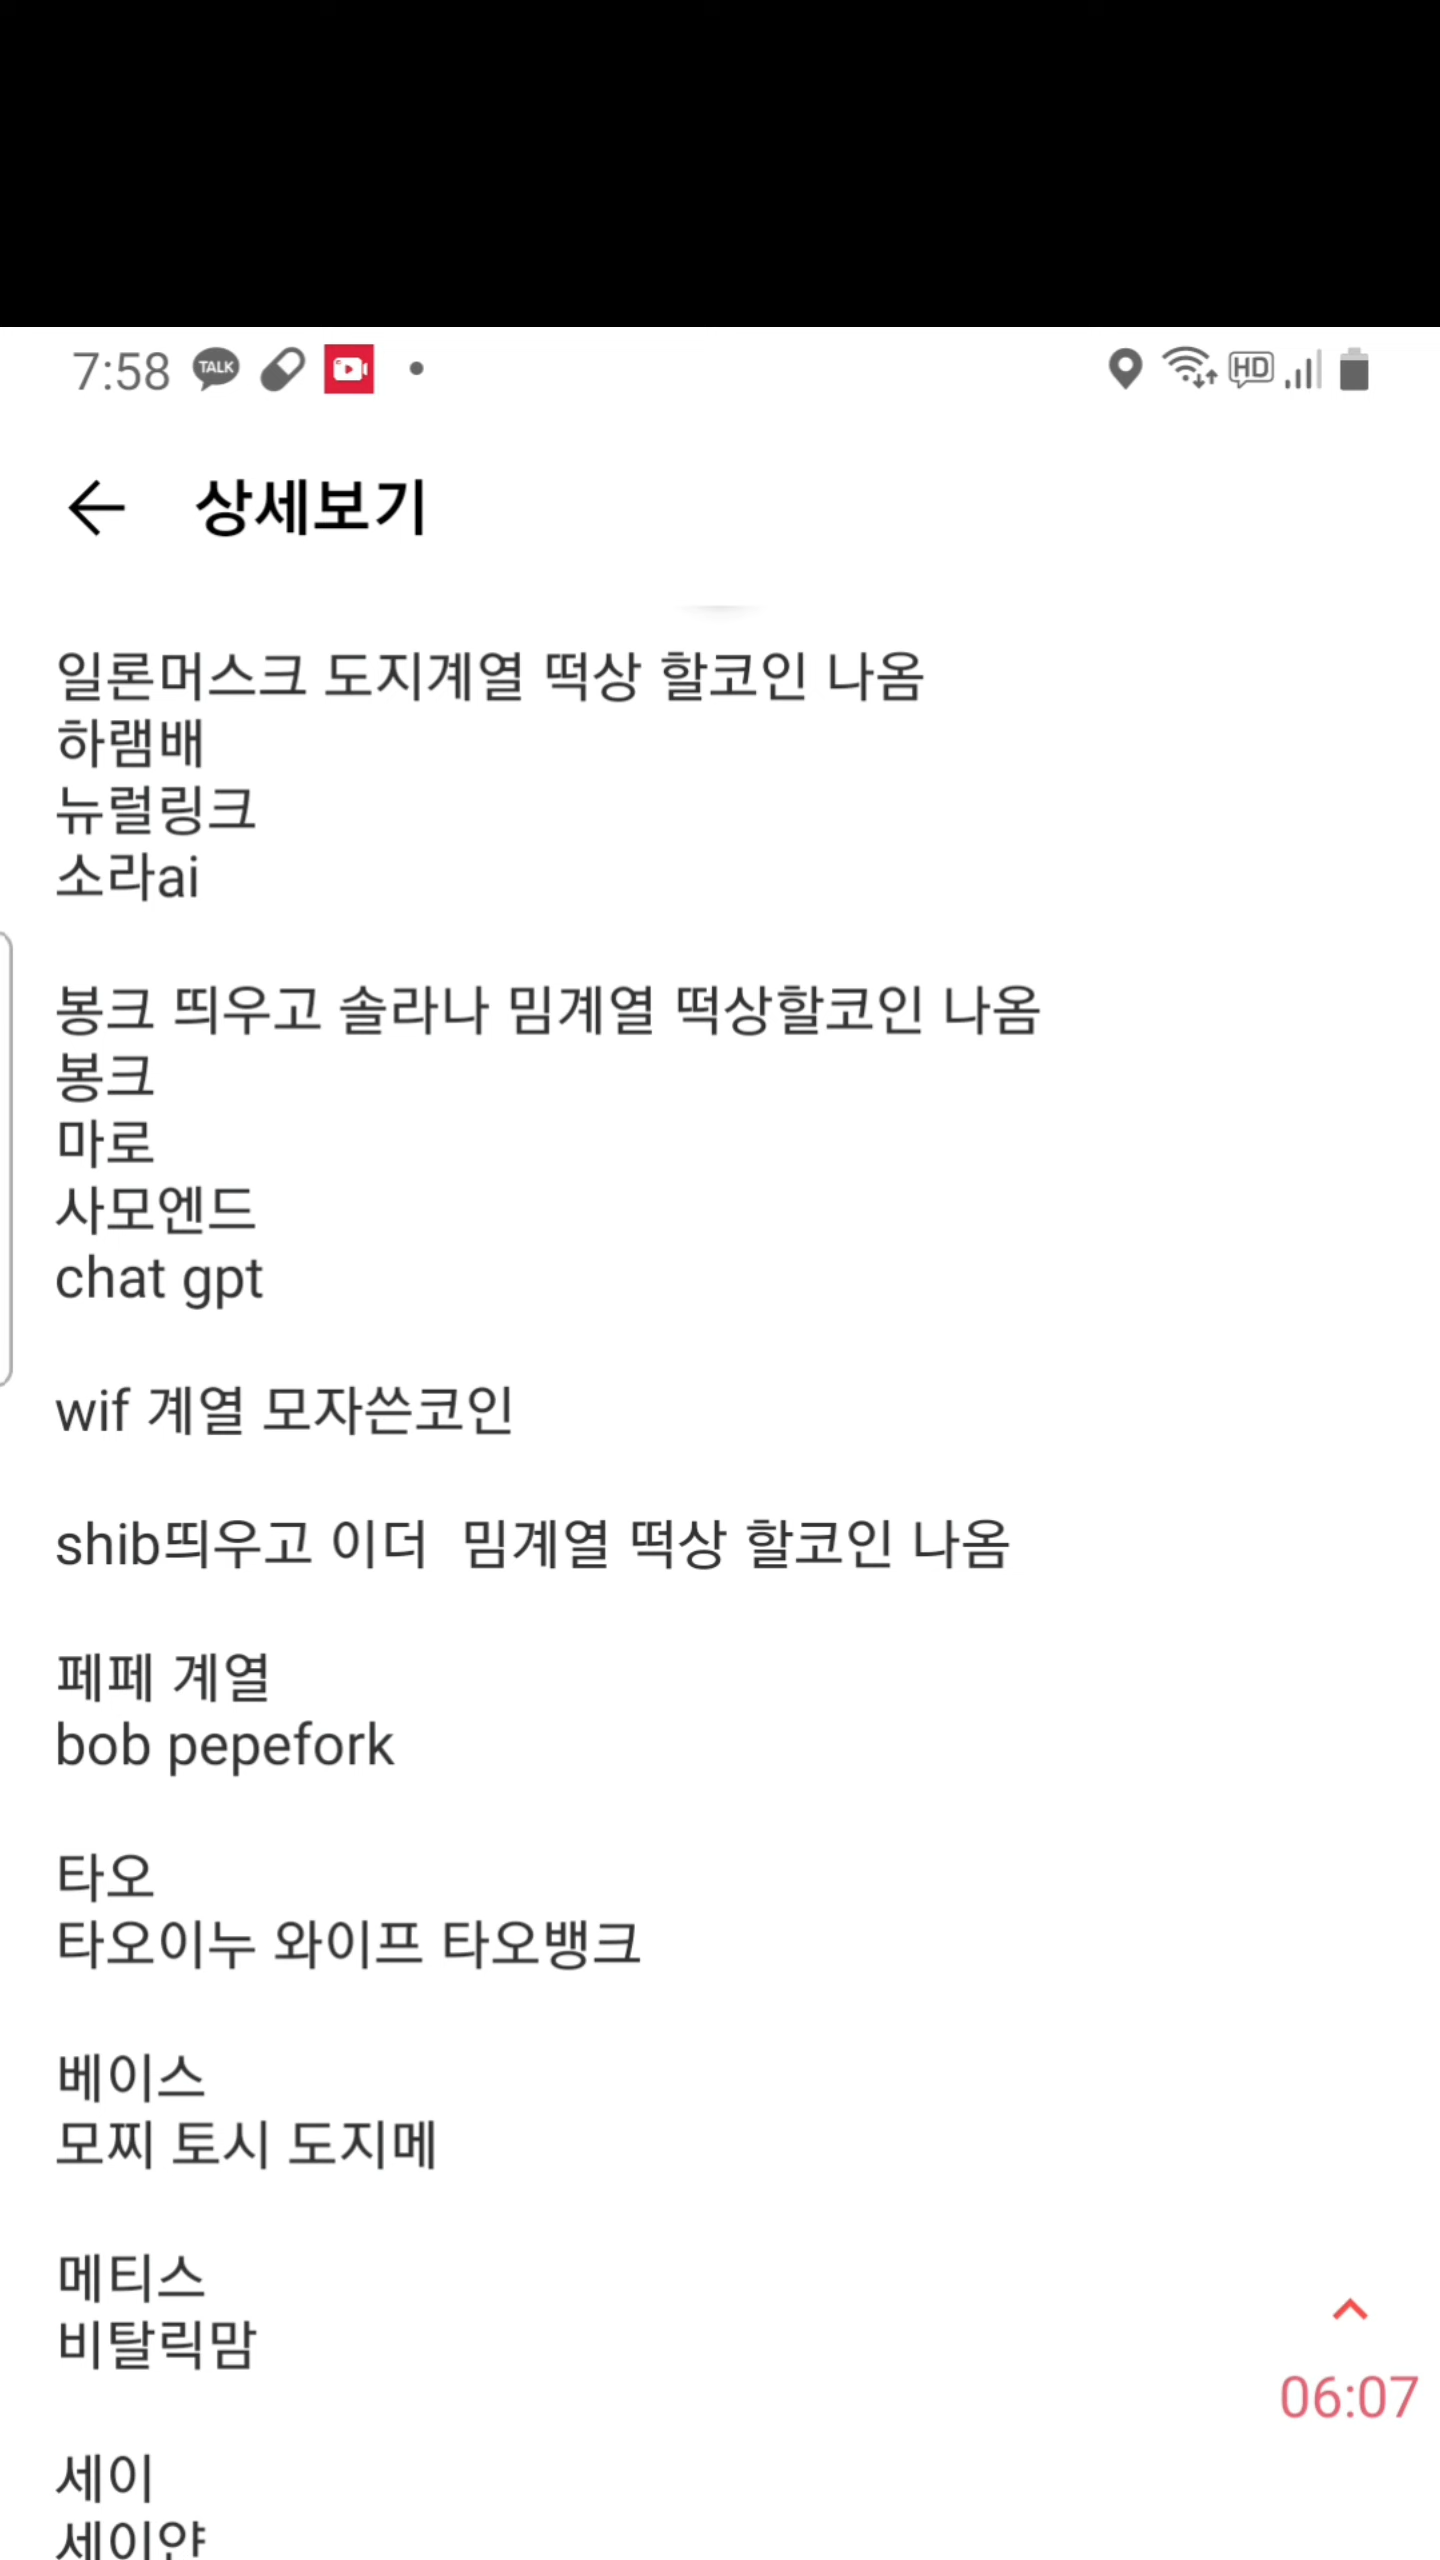 7:58 TALK HD
상세보기
일론머스크 도지계열 떡상 할코인 나옴
하램배
뉴럴링크
소라ai
봉크 띄우고 솔라나 밈계열 떡상할코인 나옴
봉크
마로
사모엔드
chat gpt
wif 계열 모자쓴코인
shib띄우고 이더 밈계열 떡상 할코인 나옴
페페 계열
bob pepefork
타오
타오이누 와이프 타오뱅크
베이스
모찌 토시 도지메
메티스
비탈릭맘
06:07
세이
세이얀